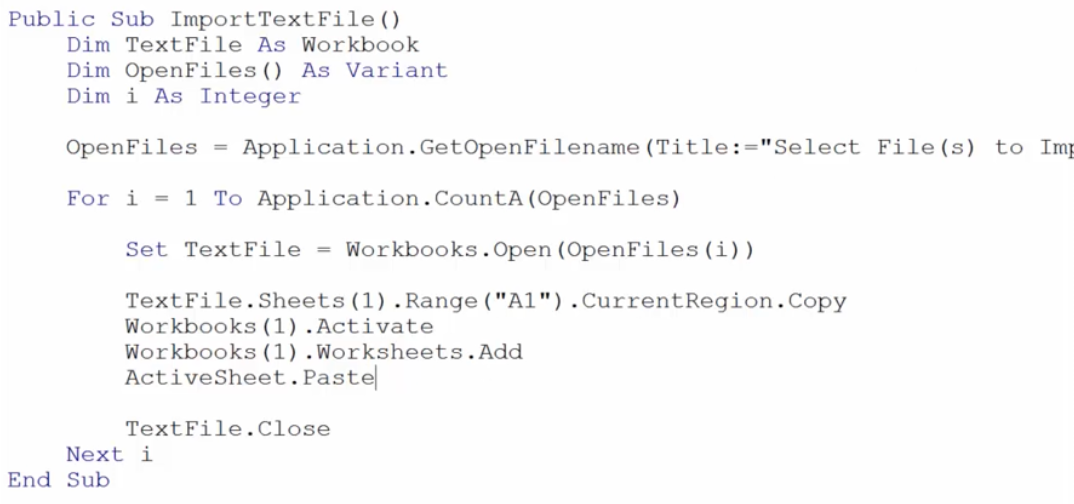 Public Sub ImportTextFile()
    Dim TextFile As Workbook
    Dim OpenFiles() As Variant
    Dim i As Integer
    OpenFiles = Application.GetOpenFilename(Title:="Select File(s) to Imp
    For i = 1 To Application.CountA(OpenFiles)
        Set TextFile = Workbooks.Open(OpenFiles(i))
        TextFile.Sheets(1).Range("A1").CurrentRegion.Copy
        Workbooks(1).Activate
        Workbooks(1).Worksheets.Add
        ActiveSheet.Paste
        TextFile.Close
    Next i
End Sub